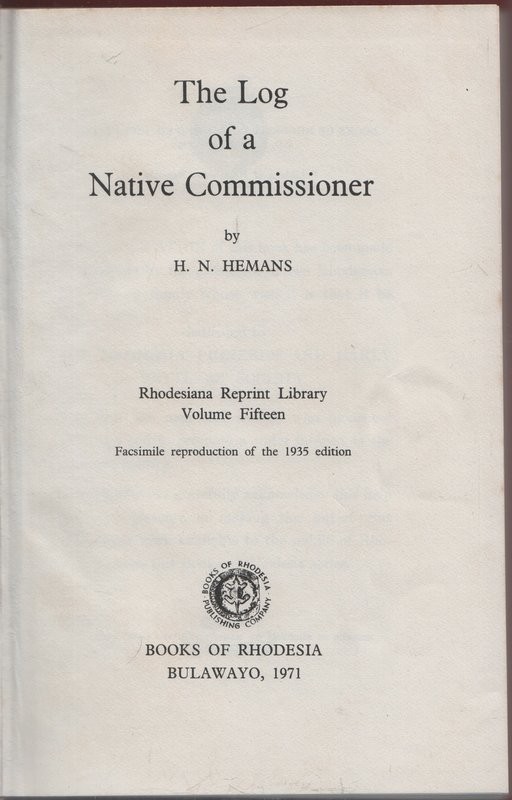 The Log
of a
Native Commissioner
by
H. N. HEMANS
Rhodesiana Reprint Library
Volume Fifteen
Facsimile reproduction of the 1935 edition
BOOKS OF RHODESIA
PUBLISHING COMPANY
BOOKS OF RHODESIA
BULAWAYO, 1971